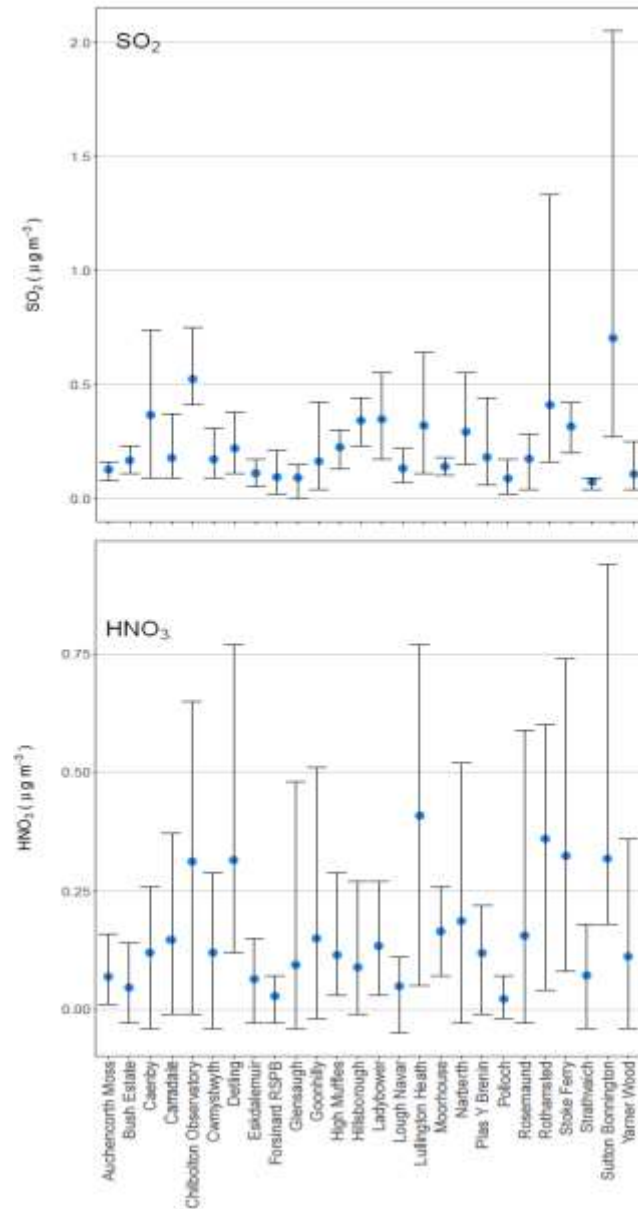 SO₂
2.0
1.5
1.0
0.5
0.0
SO₂ ( µg m⁻³ )
HNO₃
0.75
0.50
0.25
0.00
HNO₃ ( µg m⁻³ )
Auchencorth Moss
Bush Estate
Caenby
Carradale
Chilbolton Observatory
Cwmystwyth
Detling
Eskdalemuir
Forsinard RSPB
Glensaugh
Goonhilly
High Muffles
Hillsborough
Ladybower
Lough Navar
Lullington Heath
Moorhouse
Narberth
Plas Y Brenin
Polloch
Rosemaund
Rothamsted
Stoke Ferry
Strathvaich
Sutton Bonnington
Yarner Wood